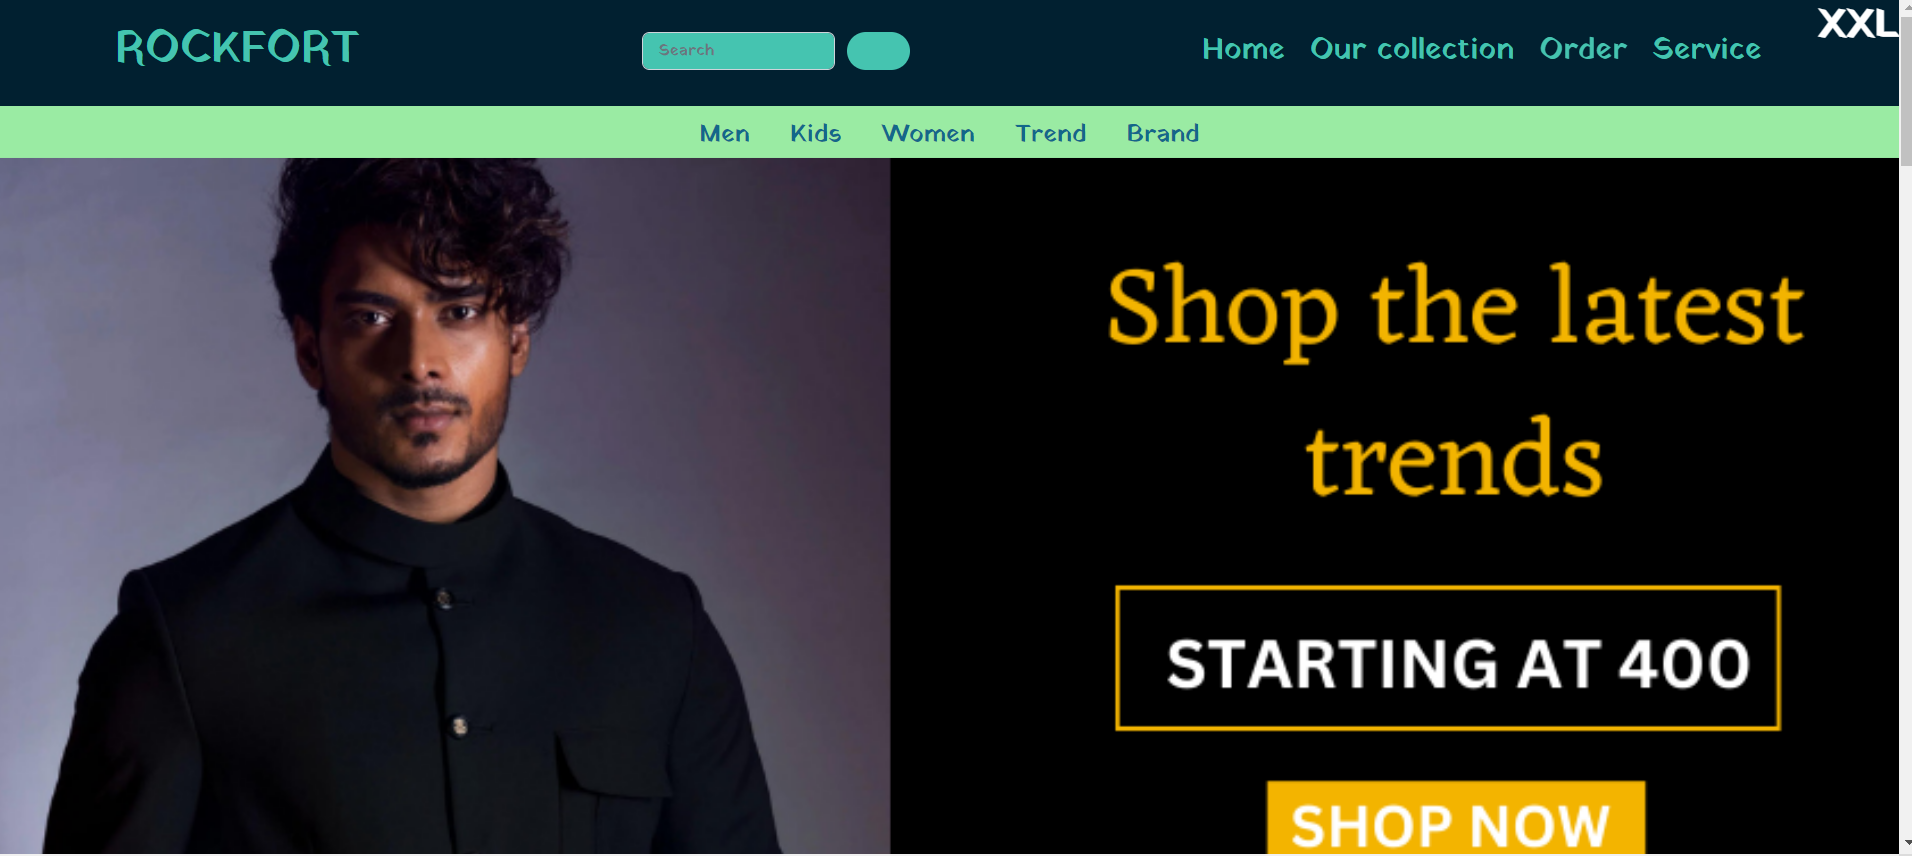 ROCKFORT
Search
Home Our collection Order Service
XXL
Men Kids Women Trend Brand
Shop the latest
trends
STARTING AT 400
SHOP NOW